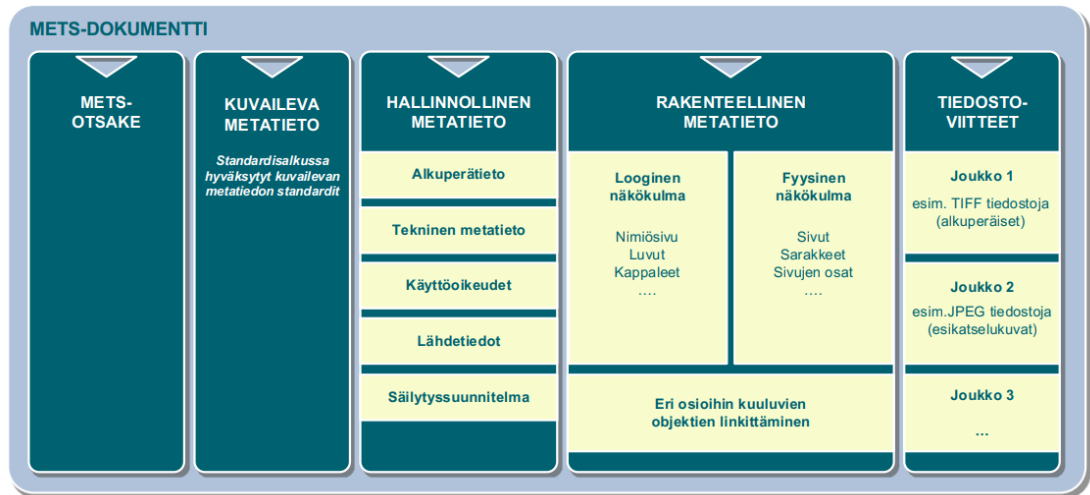 METS-DOKUMENTTI
METS-
OTSAKE
KUVAILEVA
METATIETO
Standardisalkussa
hyväksytyt kuvailevan
metatiedon standardit
HALLINNOLLINEN
METATIETO
Alkuperätieto
Tekninen metatieto
Käyttöoikeudet
Lähdetiedot
Säilytyssuunnitelma
RAKENTEELLINEN
METATIETO
Looginen
näkökulma
Nimiösivu
Luvut
Kappaleet
....
Fyysinen
näkökulma
Sivut
Sarakkeet
Sivujen osat
....
Eri osioihin kuuluvien
objektien linkittäminen
TIEDOSTO-
VIITTEET
Joukko 1
esim. TIFF tiedostoja
(alkuperäiset)
Joukko 2
esim.JPEG tiedostoja
(esikatselukuvat)
Joukko 3
...